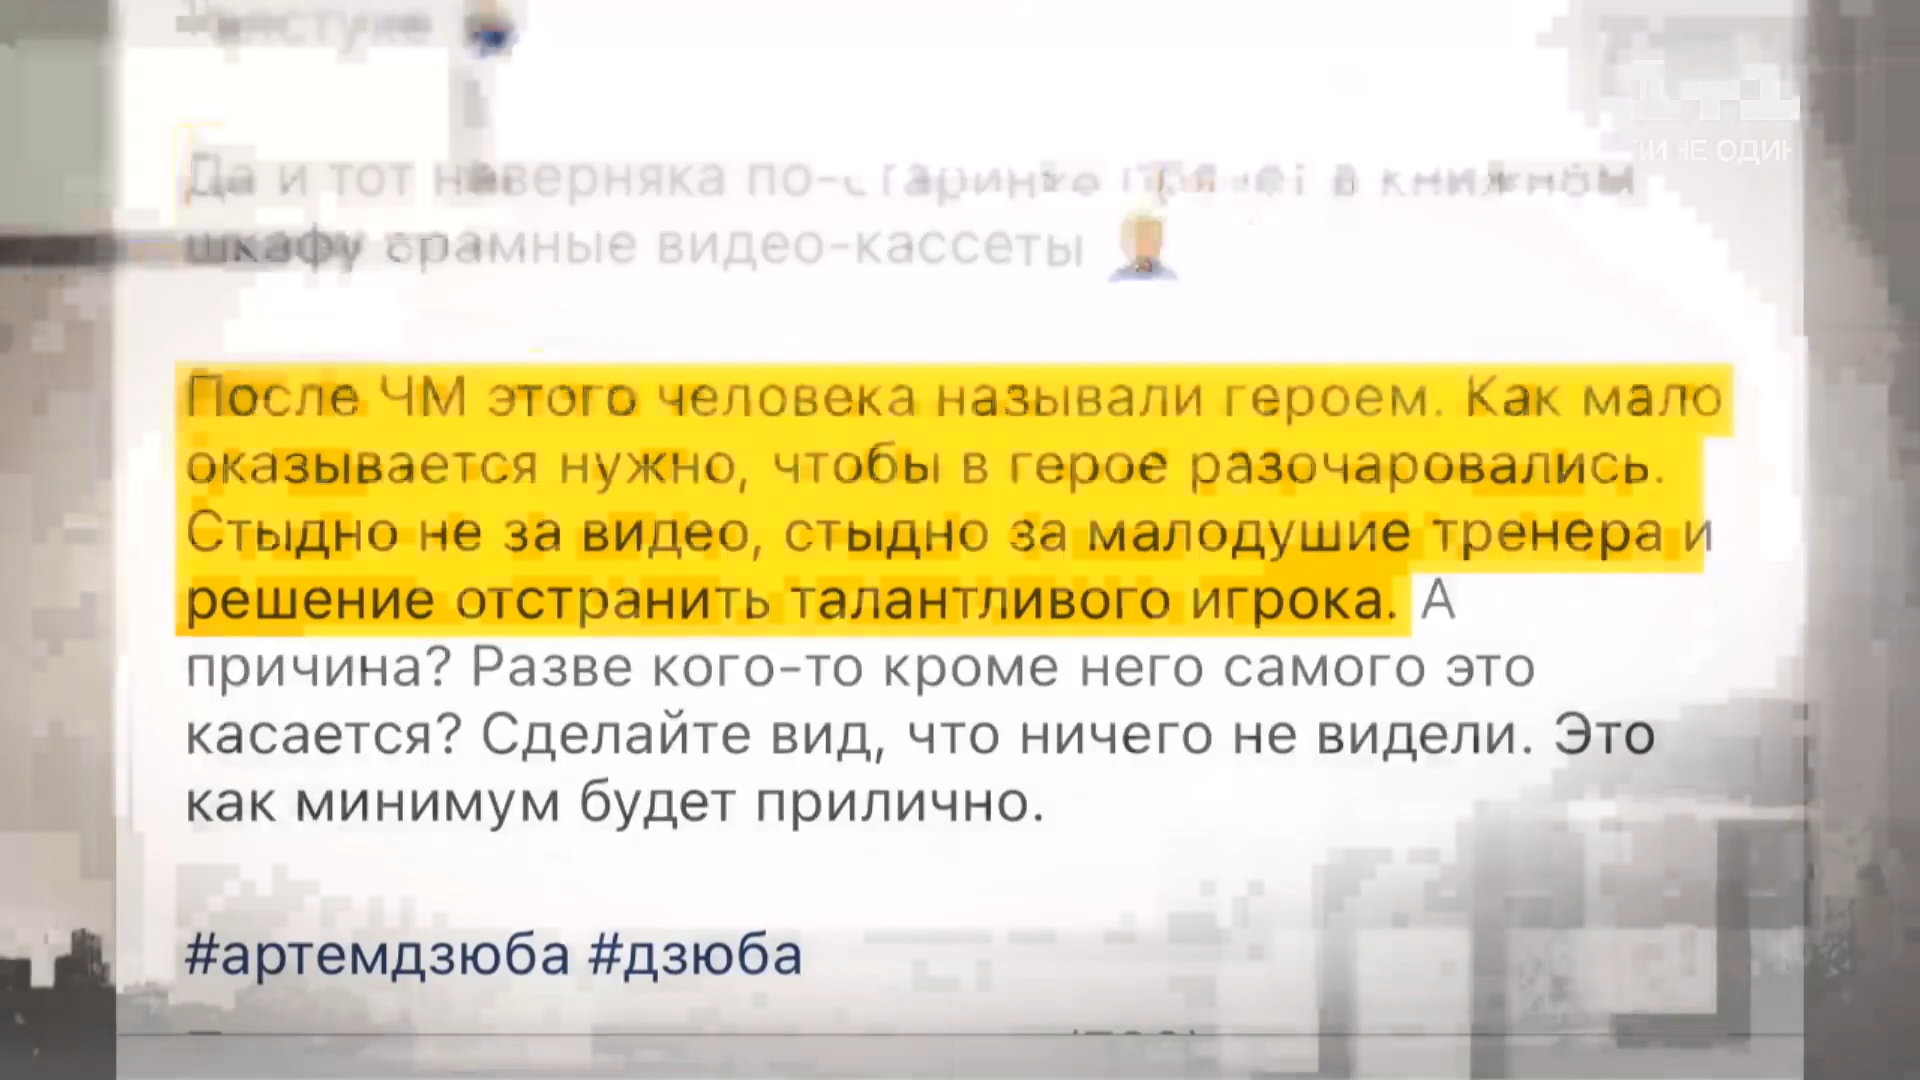 Да и тот наверняка по-старинке в книжном
шкафу срамные видео-кассеты
После ЧМ этого человека называли героем. Как мало
оказывается нужно, чтобы в герое разочаровались.
Стыдно не за видео, стыдно за малодушие тренера и
решение отстранить талантливого игрока. А
причина? Разве кого-то кроме него самого это
касается? Сделайте вид, что ничего не видели. Это
как минимум будет прилично.
#артемдзюба #дзюба